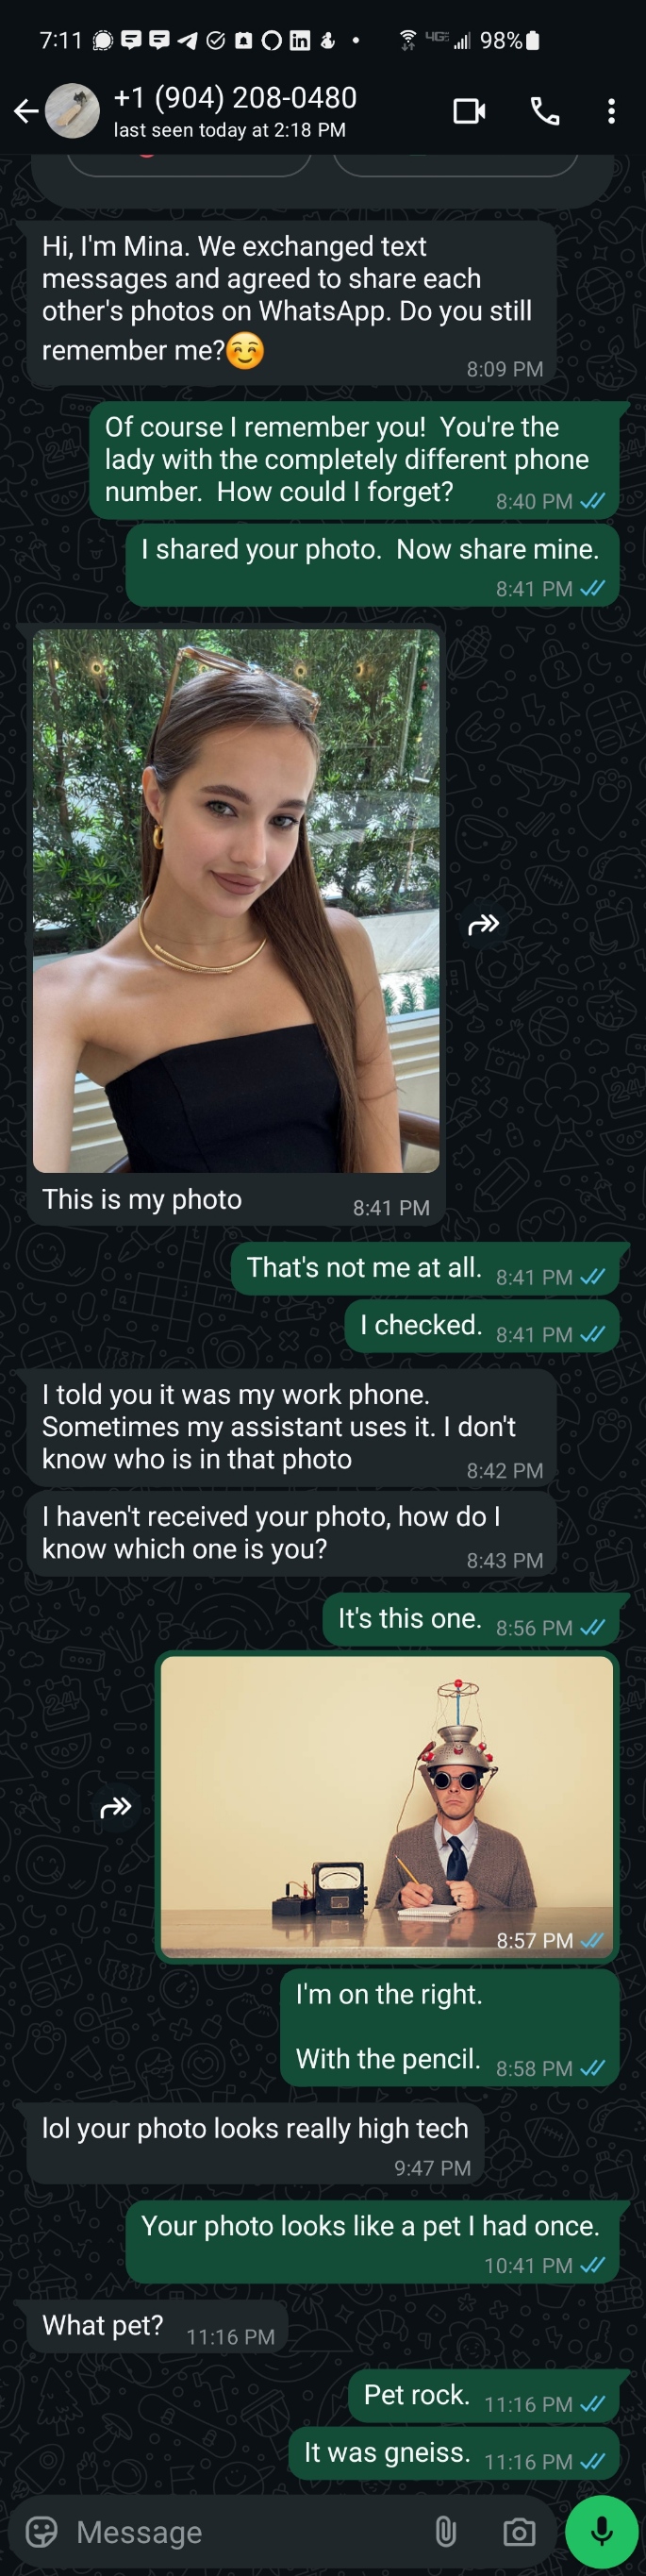 7:11 4G 98%
+1 (904) 208-0480
last seen today at 2:18 PM
Hi, I'm Mina. We exchanged text
messages and agreed to share each
other's photos on WhatsApp. Do you still
remember me?☺️
8:09 PM
Of course I remember you!  You're the
lady with the completely different phone
number.  How could I forget? 8:40 PM
I shared your photo.  Now share mine.
8:41 PM
This is my photo 8:41 PM
That's not me at all. 8:41 PM
I checked. 8:41 PM
I told you it was my work phone.
Sometimes my assistant uses it. I don't
know who is in that photo 8:42 PM
I haven't received your photo, how do I
know which one is you? 8:43 PM
It's this one. 8:56 PM
8:57 PM
I'm on the right.
With the pencil. 8:58 PM
lol your photo looks really high tech
9:47 PM
Your photo looks like a pet I had once.
10:41 PM
What pet? 11:16 PM
Pet rock. 11:16 PM
It was gneiss. 11:16 PM
Message